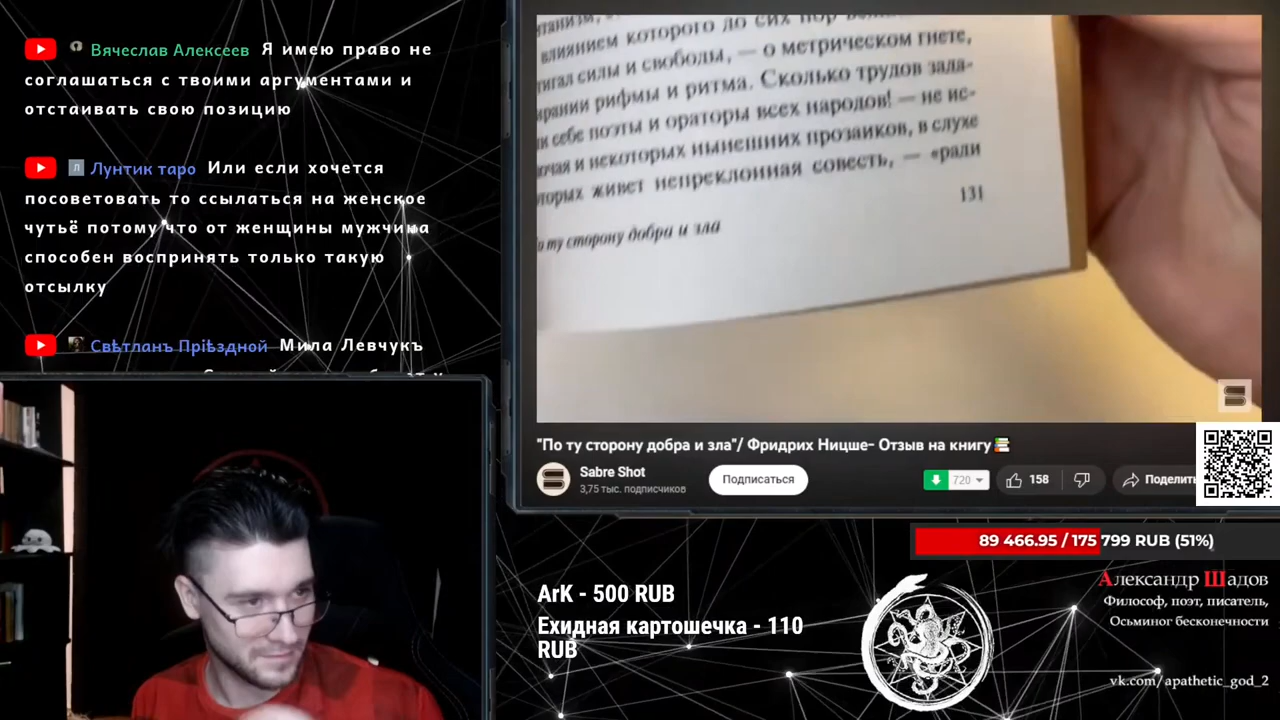 Вячеслав Алексеев Я имею право не
соглашаться с твоими аргументами и
отстаивать свою позицию
Лунтик таро Или если хочется
посоветовать то ссылаться на женское
чутьё потому что от женщины мужчина
способен воспринять только такую
отсылку
Свѣтланъ Прiѣздной Мила Левчукъ
влиянием которого до сих пор
силы и свободы, — о метрическом гнете,
рифмы и ритма. Сколько трудов зада-
себе поэты и ораторы всех народов! — не ис-
и некоторых нынешних прозаиков, в слухе
живет непреклонная совесть, — «рали
131
ту сторону добра и зла
"По ту сторону добра и зла"/ Фридрих Ницше- Отзыв на книгу
Sabre Shot
3,75 тыс. подписчиков
Подписаться
720
158
Поделить
89 466.95 / 175 799 RUB (51%)
ArK - 500 RUB
Ехидная картошечка - 110
RUB
Александр Шадов
Философ, поэт, писатель,
Осьминог бесконечности
vk.com/apathetic_god_2